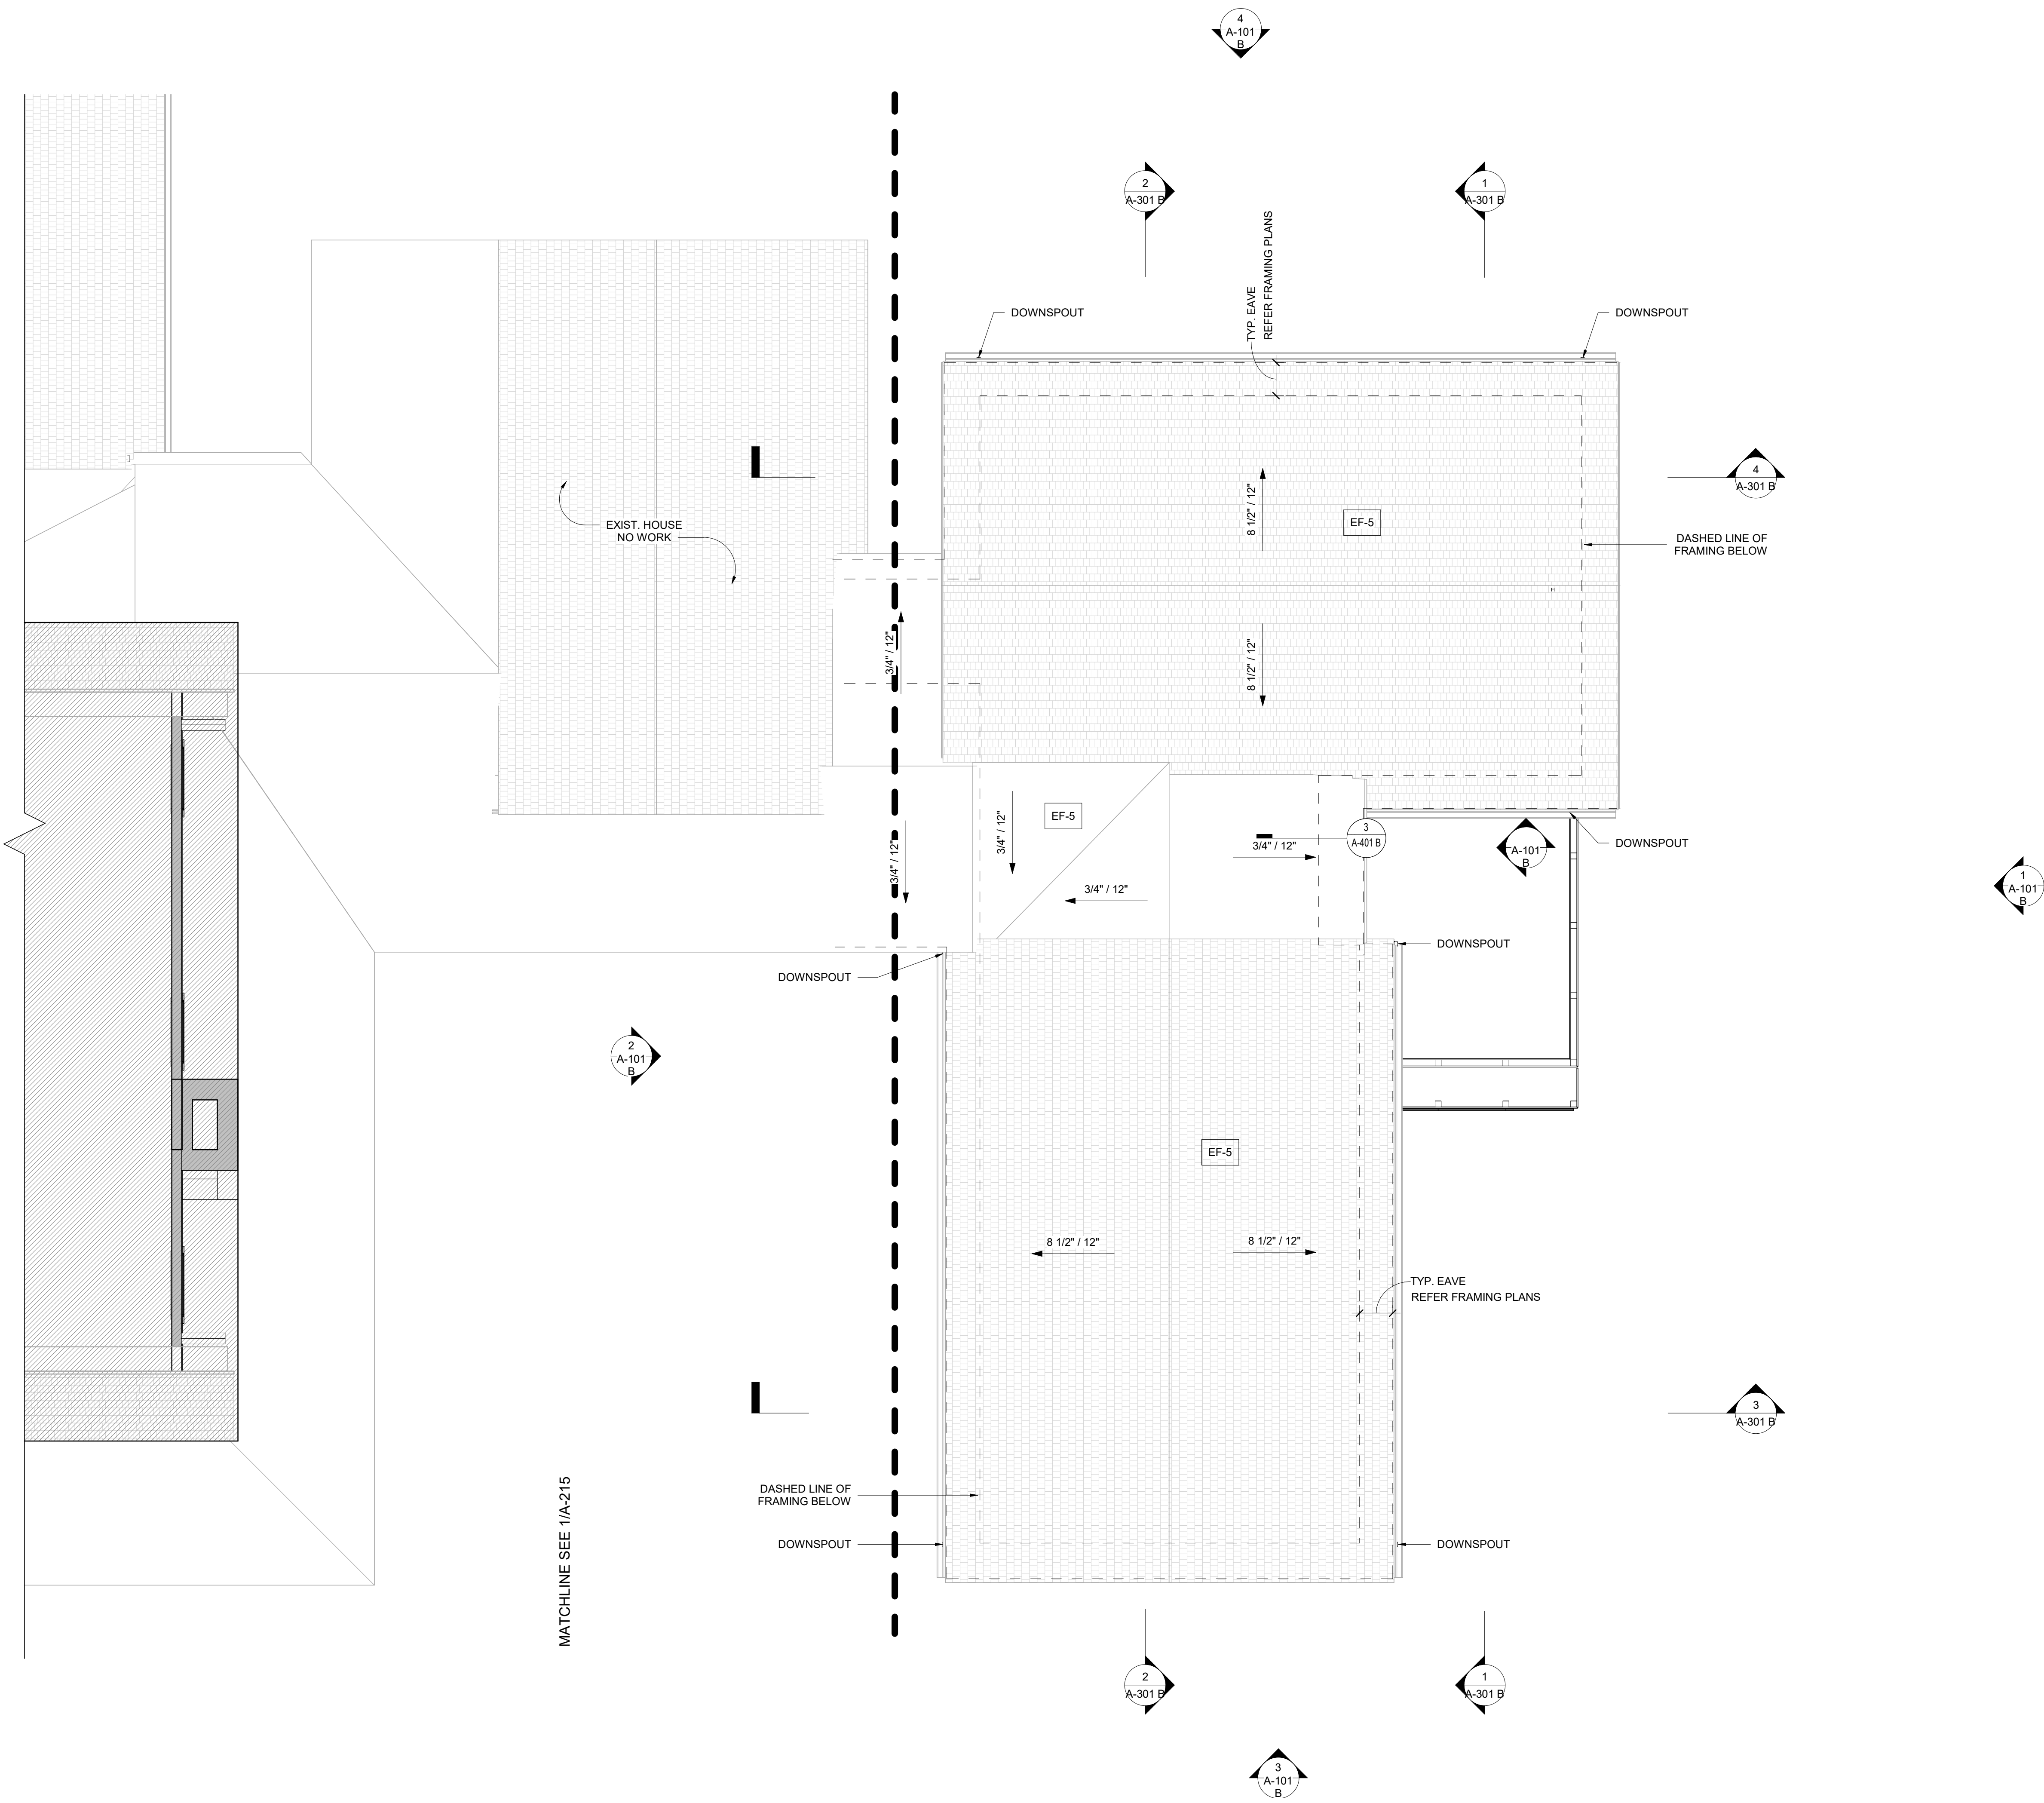 4
A-101
B
2
A-301 B
1
A-301 B
TYP. EAVE
REFER FRAMING PLANS
DOWNSPOUT
DOWNSPOUT
4
A-301 B
8 1/2" / 12"
EF-5
EXIST. HOUSE
NO WORK
DASHED LINE OF
FRAMING BELOW
3/4" / 12"
8 1/2" / 12"
EF-5
3/4" / 12"
3/4" / 12"
3/4" / 12"
3
A-401 B
A-101
B
DOWNSPOUT
1
A-101
B
3/4" / 12"
DOWNSPOUT
DOWNSPOUT
2
A-101
B
EF-5
8 1/2" / 12"
8 1/2" / 12"
TYP. EAVE
REFER FRAMING PLANS
3
A-301 B
MATCHLINE SEE 1/A-215
DASHED LINE OF
FRAMING BELOW
DOWNSPOUT
DOWNSPOUT
2
A-301 B
1
A-301 B
3
A-101
B